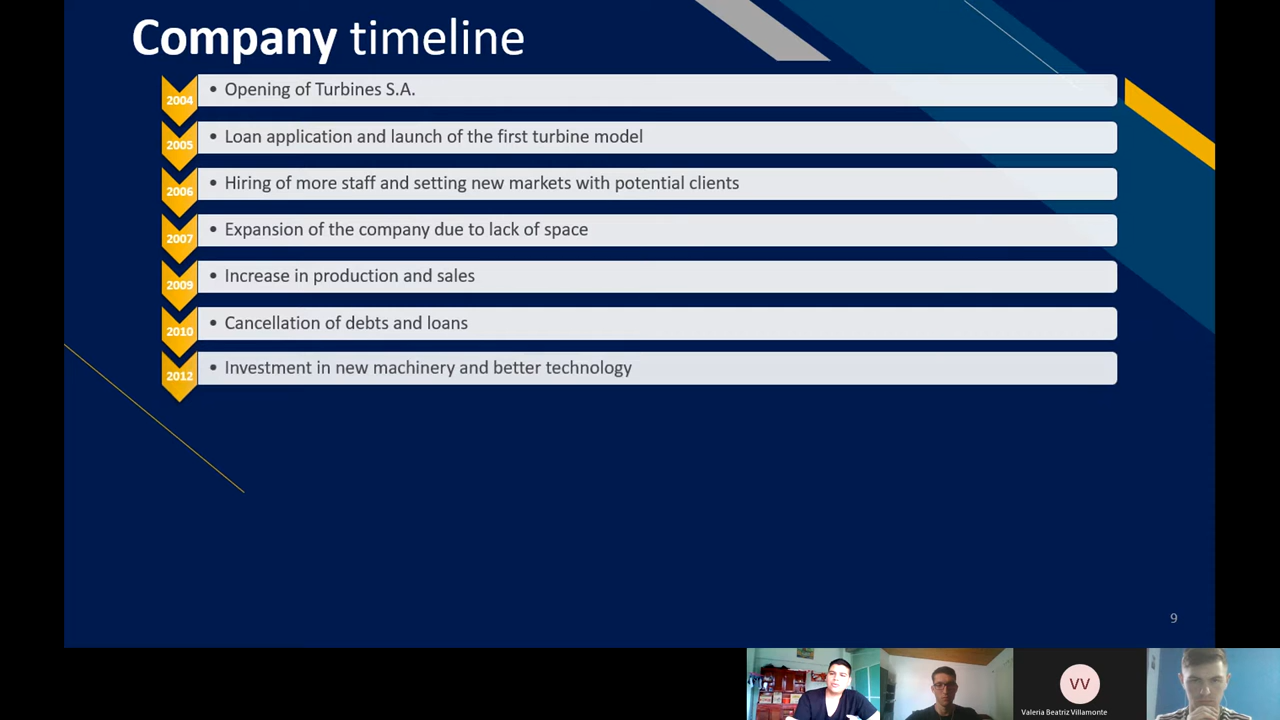 Company timeline
2004
• Opening of Turbines S.A.
2005
• Loan application and launch of the first turbine model
2006
• Hiring of more staff and setting new markets with potential clients
2007
• Expansion of the company due to lack of space
2009
• Increase in production and sales
2010
• Cancellation of debts and loans
2012
• Investment in new machinery and better technology
9
VV
Valeria Beatriz Villamonte